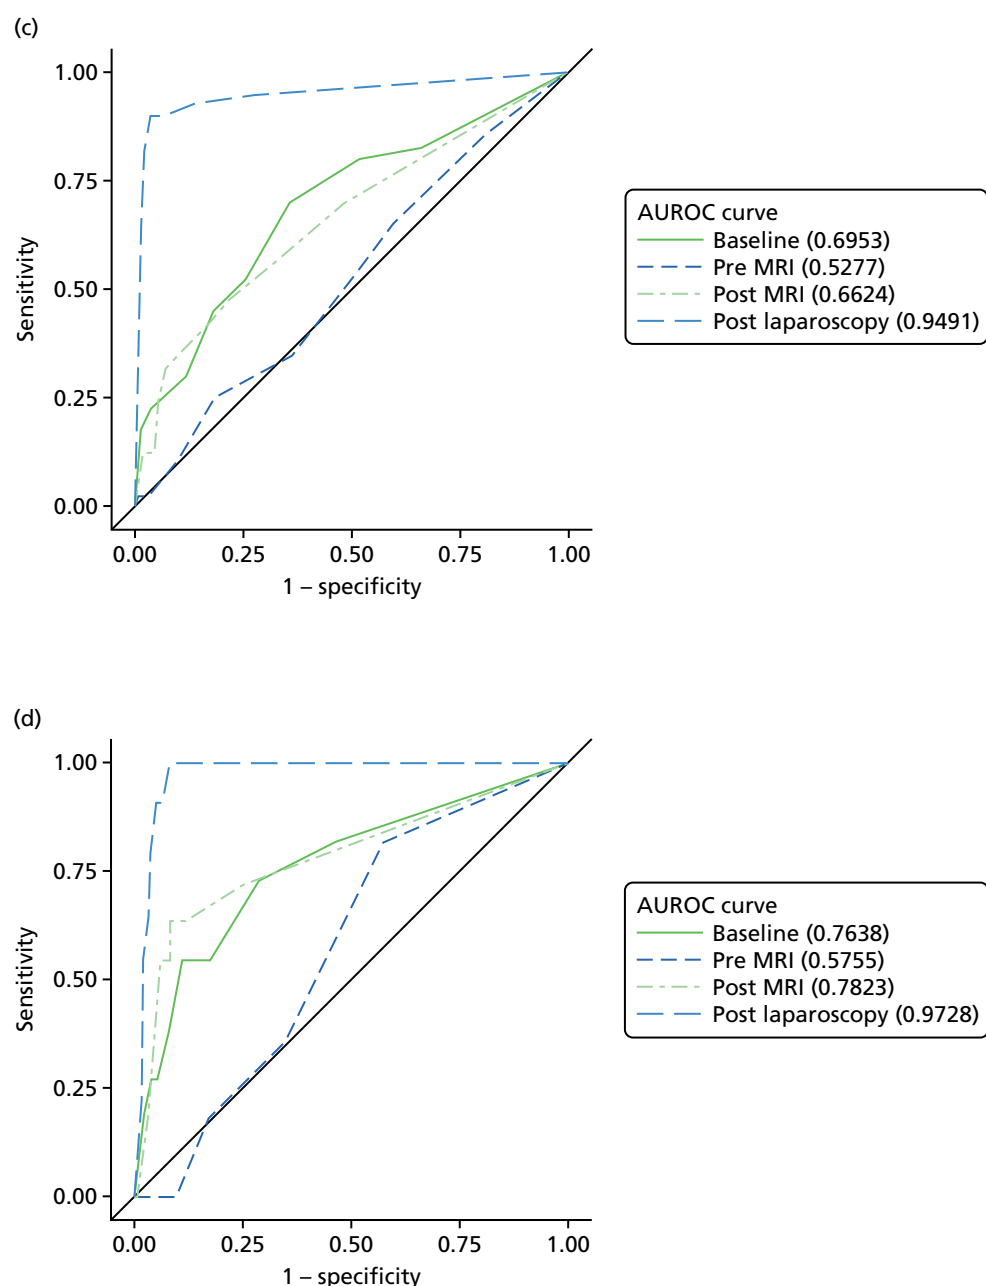 (c)
1.00
0.75
0.50
0.25
0.00
Sensitivity
0.00 0.25 0.50 0.75 1.00
1 – specificity
AUROC curve
Baseline (0.6953)
Pre MRI (0.5277)
Post MRI (0.6624)
Post laparoscopy (0.9491)
(d)
1.00
0.75
0.50
0.25
0.00
Sensitivity
0.00 0.25 0.50 0.75 1.00
1 – specificity
AUROC curve
Baseline (0.7638)
Pre MRI (0.5755)
Post MRI (0.7823)
Post laparoscopy (0.9728)